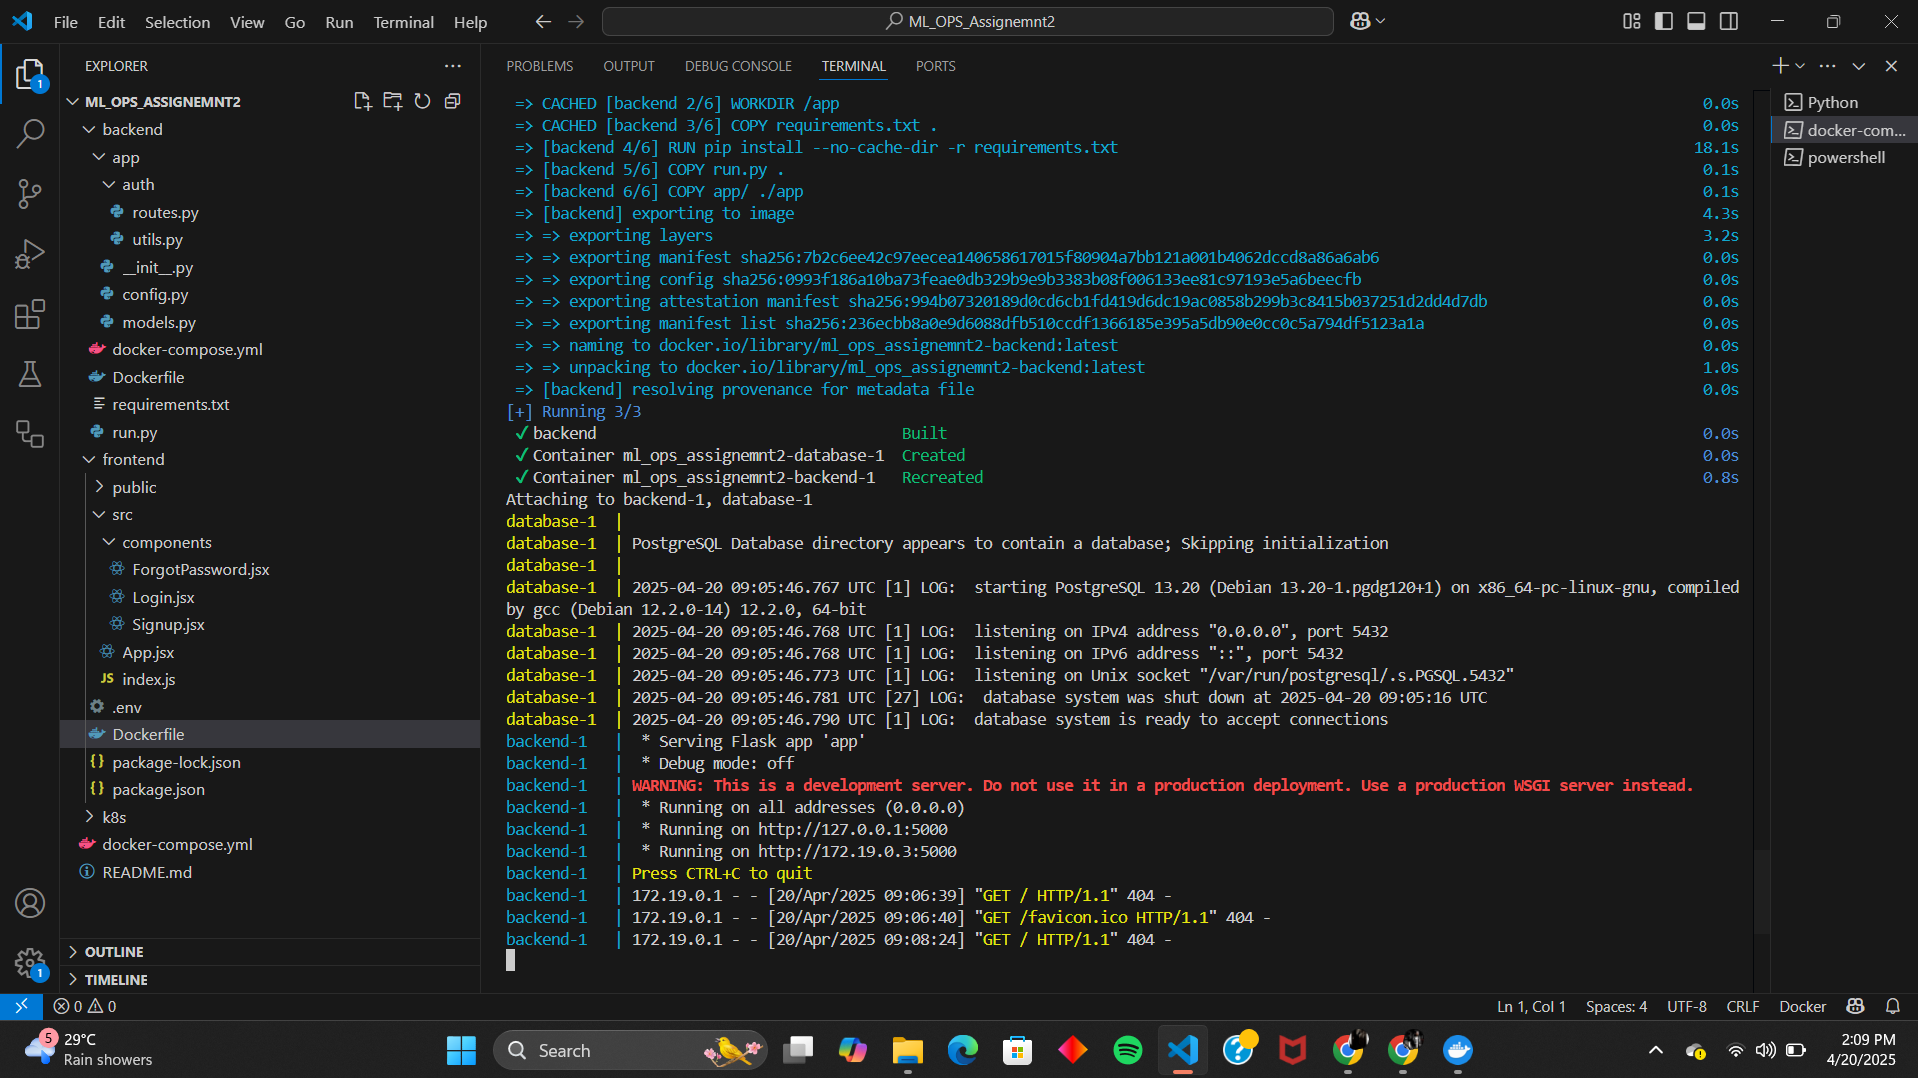 File Edit Selection View Go Run Terminal Help
ML_OPS_Assignemnt2
EXPLORER
ML_OPS_ASSIGNEMNT2
backend
app
auth
routes.py
utils.py
__init__.py
config.py
models.py
docker-compose.yml
Dockerfile
requirements.txt
run.py
frontend
public
src
components
ForgotPassword.jsx
Login.jsx
Signup.jsx
App.jsx
index.js
.env
Dockerfile
package-lock.json
package.json
k8s
docker-compose.yml
README.md
OUTLINE
TIMELINE
1
1
PROBLEMS OUTPUT DEBUG CONSOLE TERMINAL PORTS
=> CACHED [backend 2/6] WORKDIR /app 0.0s
=> CACHED [backend 3/6] COPY requirements.txt . 0.0s
=> [backend 4/6] RUN pip install --no-cache-dir -r requirements.txt 18.1s
=> [backend 5/6] COPY run.py . 0.1s
=> [backend 6/6] COPY app/ ./app 0.1s
=> [backend] exporting to image 4.3s
=> => exporting layers 3.2s
=> => exporting manifest sha256:7b2c6ee42c97eecea140658617015f80904a7bb121a001b4062dccd8a86a6ab6 0.0s
=> => exporting config sha256:0993f186a10ba73feae0db329b9e9b3383b08f006133ee81c97193e5a6beecfb 0.0s
=> => exporting attestation manifest sha256:994b07320189d0cd6cb1fd419d6dc19ac0858b299b3c8415b037251d2dd4d7db 0.0s
=> => exporting manifest list sha256:236ecbb8a0e9d6088dfb510ccdf1366185e395a5db90e0cc0c5a794df5123a1a 0.0s
=> => naming to docker.io/library/ml_ops_assignemnt2-backend:latest 0.0s
=> => unpacking to docker.io/library/ml_ops_assignemnt2-backend:latest 1.0s
=> [backend] resolving provenance for metadata file 0.0s
[+] Running 3/3
✔ backend Built 0.0s
✔ Container ml_ops_assignemnt2-database-1 Created 0.0s
✔ Container ml_ops_assignemnt2-backend-1 Recreated 0.8s
Attaching to backend-1, database-1
database-1 |
database-1 | PostgreSQL Database directory appears to contain a database; Skipping initialization
database-1 |
database-1 | 2025-04-20 09:05:46.767 UTC [1] LOG: starting PostgreSQL 13.20 (Debian 13.20-1.pgdg120+1) on x86_64-pc-linux-gnu, compiled
by gcc (Debian 12.2.0-14) 12.2.0, 64-bit
database-1 | 2025-04-20 09:05:46.768 UTC [1] LOG: listening on IPv4 address "0.0.0.0", port 5432
database-1 | 2025-04-20 09:05:46.768 UTC [1] LOG: listening on IPv6 address "::", port 5432
database-1 | 2025-04-20 09:05:46.773 UTC [1] LOG: listening on Unix socket "/var/run/postgresql/.s.PGSQL.5432"
database-1 | 2025-04-20 09:05:46.781 UTC [27] LOG: database system was shut down at 2025-04-20 09:05:16 UTC
database-1 | 2025-04-20 09:05:46.790 UTC [1] LOG: database system is ready to accept connections
backend-1 | * Serving Flask app 'app'
backend-1 | * Debug mode: off
backend-1 | WARNING: This is a development server. Do not use it in a production deployment. Use a production WSGI server instead.
backend-1 | * Running on all addresses (0.0.0.0)
backend-1 | * Running on http://127.0.0.1:5000
backend-1 | * Running on http://172.19.0.3:5000
backend-1 | Press CTRL+C to quit
backend-1 | 172.19.0.1 - - [20/Apr/2025 09:06:39] "GET / HTTP/1.1" 404 -
backend-1 | 172.19.0.1 - - [20/Apr/2025 09:06:40] "GET /favicon.ico HTTP/1.1" 404 -
backend-1 | 172.19.0.1 - - [20/Apr/2025 09:08:24] "GET / HTTP/1.1" 404 -
Python
docker-com...
powershell
0 0
Ln 1, Col 1 Spaces: 4 UTF-8 CRLF Docker
5
29°C
Rain showers
Search
2:09 PM
4/20/2025